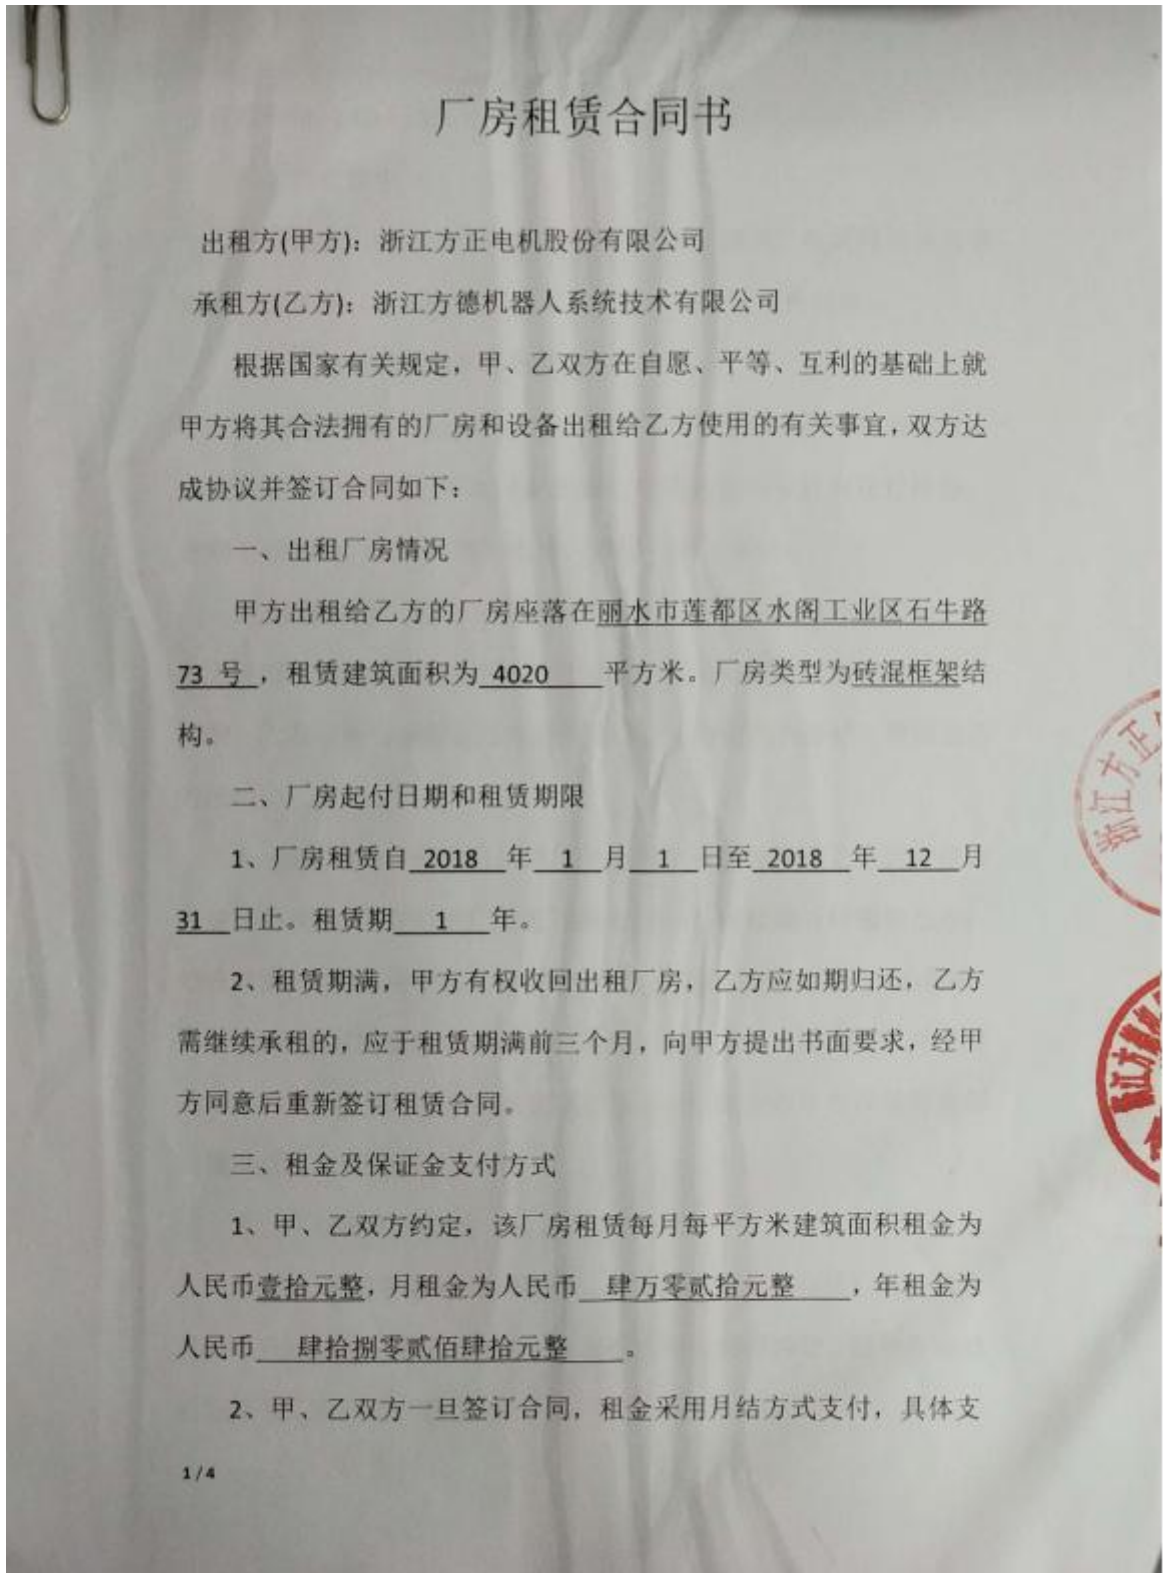 厂房租赁合同书
出租方(甲方)：浙江方正电机股份有限公司
承租方(乙方)：浙江方德机器人系统技术有限公司
根据国家有关规定，甲、乙双方在自愿、平等、互利的基础上就
甲方将其合法拥有的厂房和设备出租给乙方使用的有关事宜，双方达
成协议并签订合同如下：
一、出租厂房情况
甲方出租给乙方的厂房座落在丽水市莲都区水阁工业区石牛路
73 号 ，租赁建筑面积为 4020 平方米。厂房类型为砖混框架结
构。
二、厂房起付日期和租赁期限
1、厂房租赁自 2018 年 1 月 1 日至 2018 年 12 月
31 日止。租赁期 1 年。
2、租赁期满，甲方有权收回出租厂房，乙方应如期归还，乙方
需继续承租的，应于租赁期满前三个月，向甲方提出书面要求，经甲
方同意后重新签订租赁合同。
三、租金及保证金支付方式
1、甲、乙双方约定，该厂房租赁每月每平方米建筑面积租金为
人民币壹拾元整，月租金为人民币 肆万零贰拾元整 ，年租金为
人民币 肆拾捌零贰佰肆拾元整 。
2、甲、乙双方一旦签订合同，租金采用月结方式支付，具体支
1 / 4
浙江方正
浙江方德